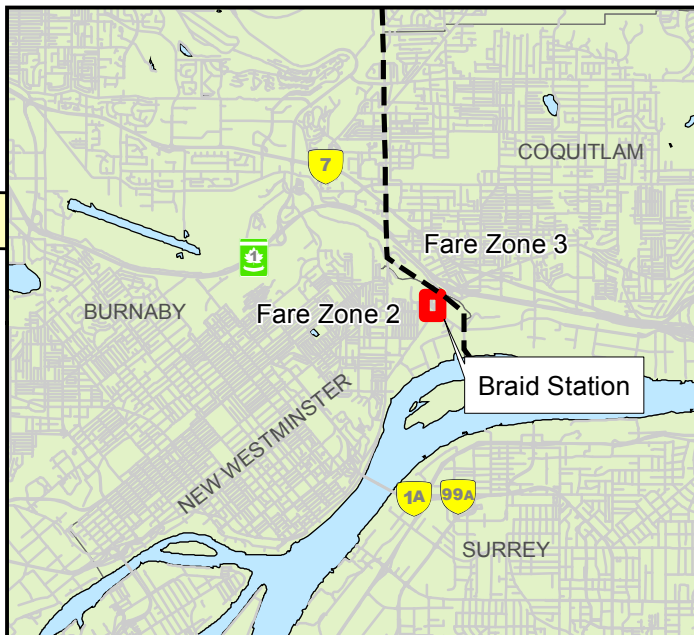 COQUITLAM
7
Fare Zone 3
1
BURNABY
Fare Zone 2
Braid Station
NEW WESTMINSTER
1A
99A
SURREY